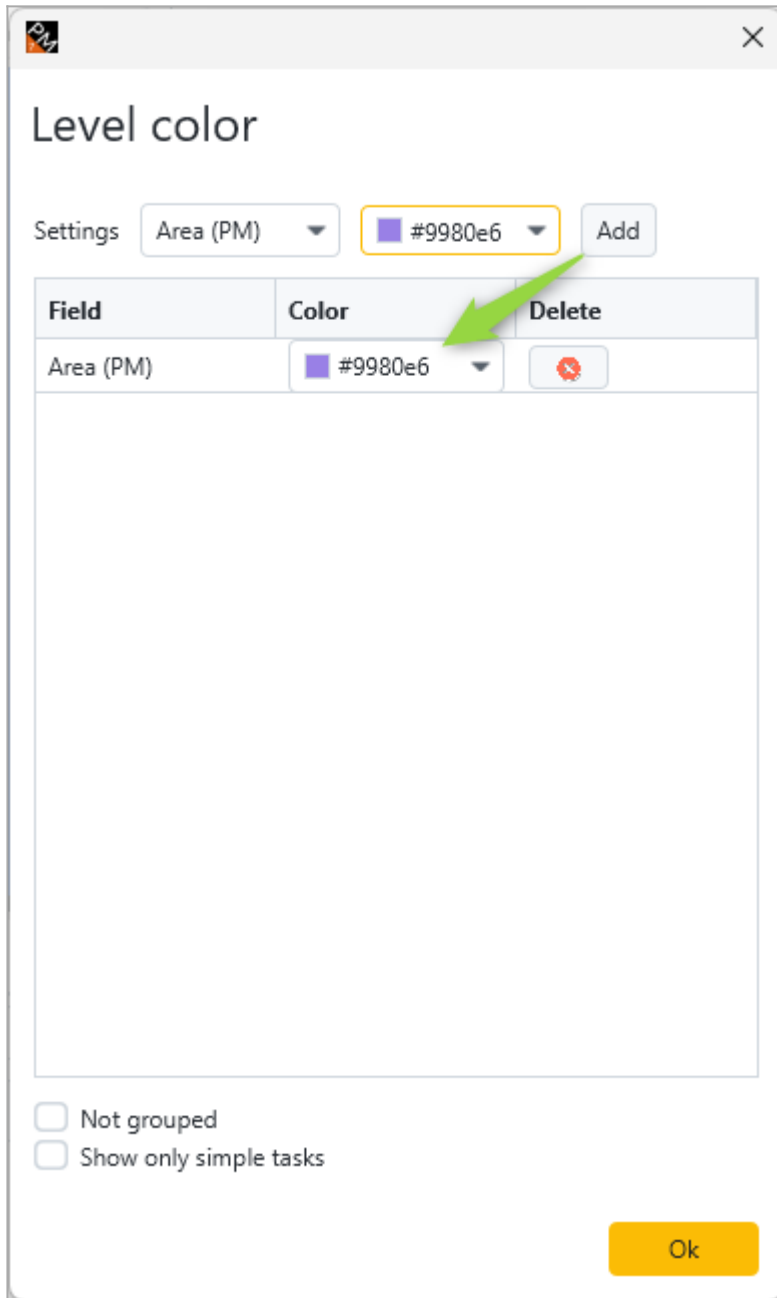 PM
Level color
Settings Area (PM) #9980e6 Add
Field Color Delete
Area (PM) #9980e6
Not grouped
Show only simple tasks
Ok